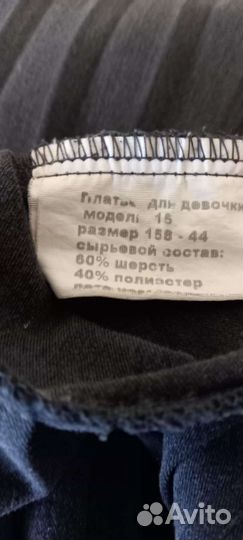 Платье для девочки
модель 15
размер 158 - 44
сырьевой состав:
60% шерсть
40% полиэстер
Avito